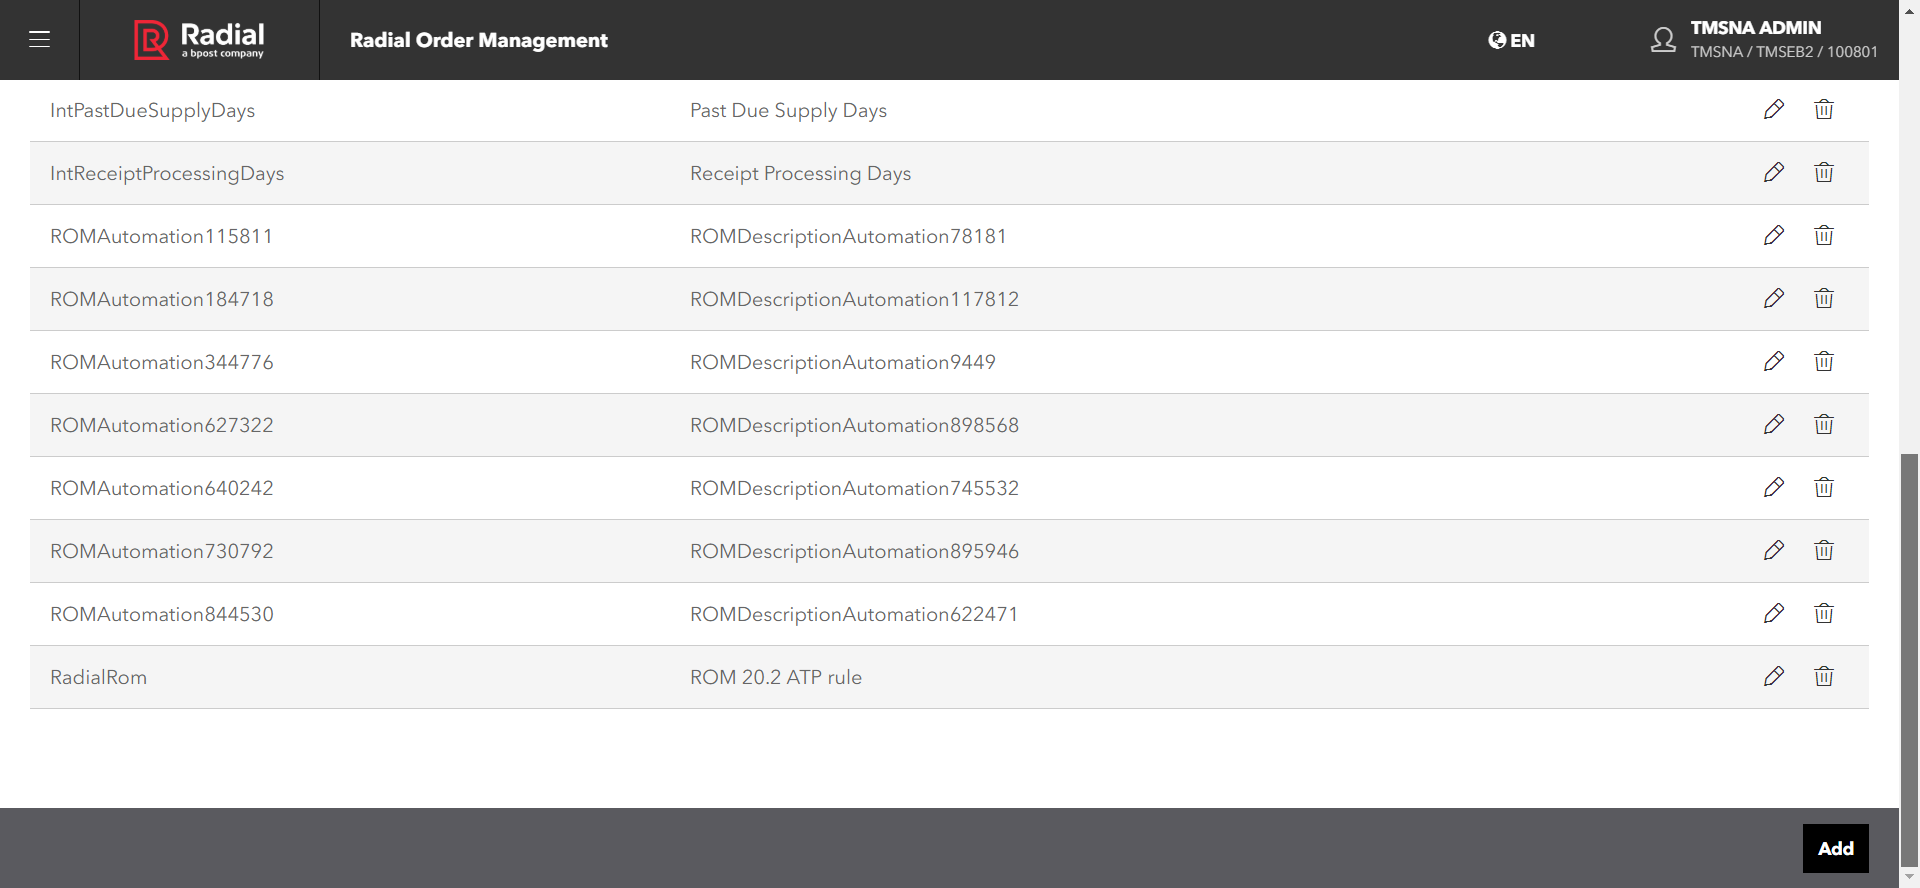 Radial
a bpost company
Radial Order Management
EN
TMSNA ADMIN
TMSNA / TMSEB2 / 100801
IntPastDueSupplyDays Past Due Supply Days
IntReceiptProcessingDays Receipt Processing Days
ROMAutomation115811 ROMDescriptionAutomation78181
ROMAutomation184718 ROMDescriptionAutomation117812
ROMAutomation344776 ROMDescriptionAutomation9449
ROMAutomation627322 ROMDescriptionAutomation898568
ROMAutomation640242 ROMDescriptionAutomation745532
ROMAutomation730792 ROMDescriptionAutomation895946
ROMAutomation844530 ROMDescriptionAutomation622471
RadialRom ROM 20.2 ATP rule
Add